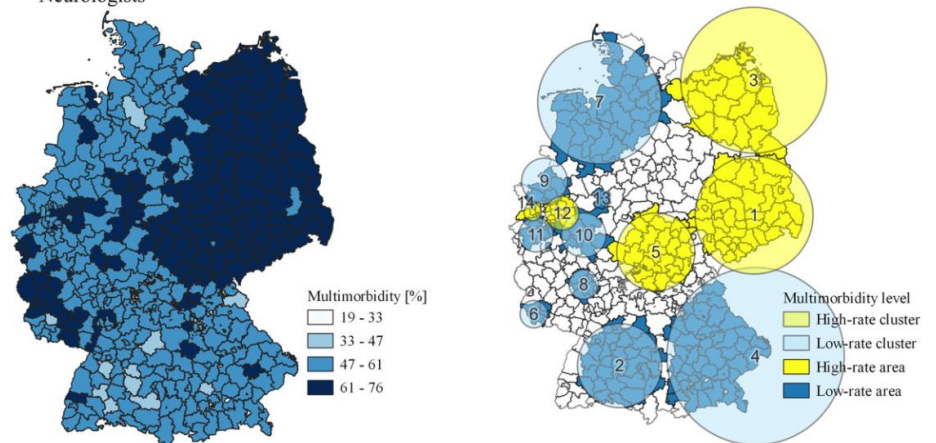 Neurologists
Multimorbidity [%]
19 - 33
33 - 47
47 - 61
61 - 76
3
7
9
14
12
13
1
11
10
5
8
6
2
4
Multimorbidity level
High-rate cluster
Low-rate cluster
High-rate area
Low-rate area